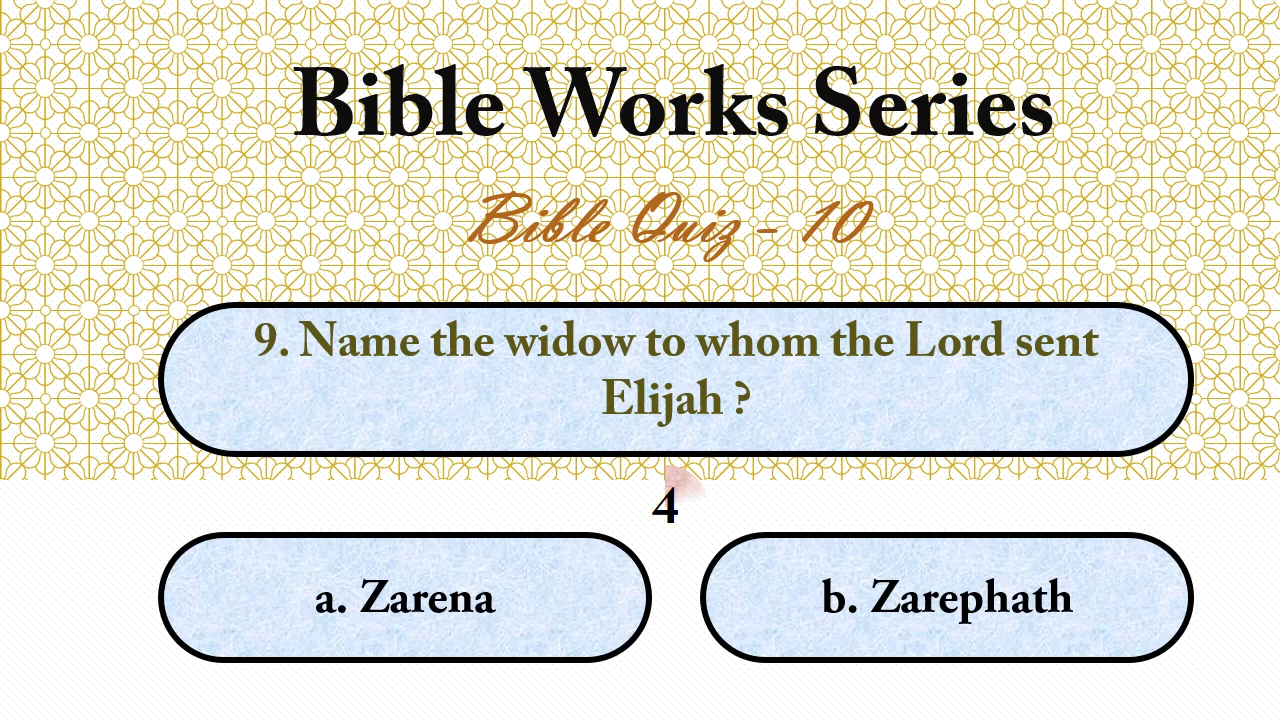 Bible Works Series
Bible Quiz - 10
9. Name the widow to whom the Lord sent
Elijah ?
4
a. Zarena
b. Zarephath